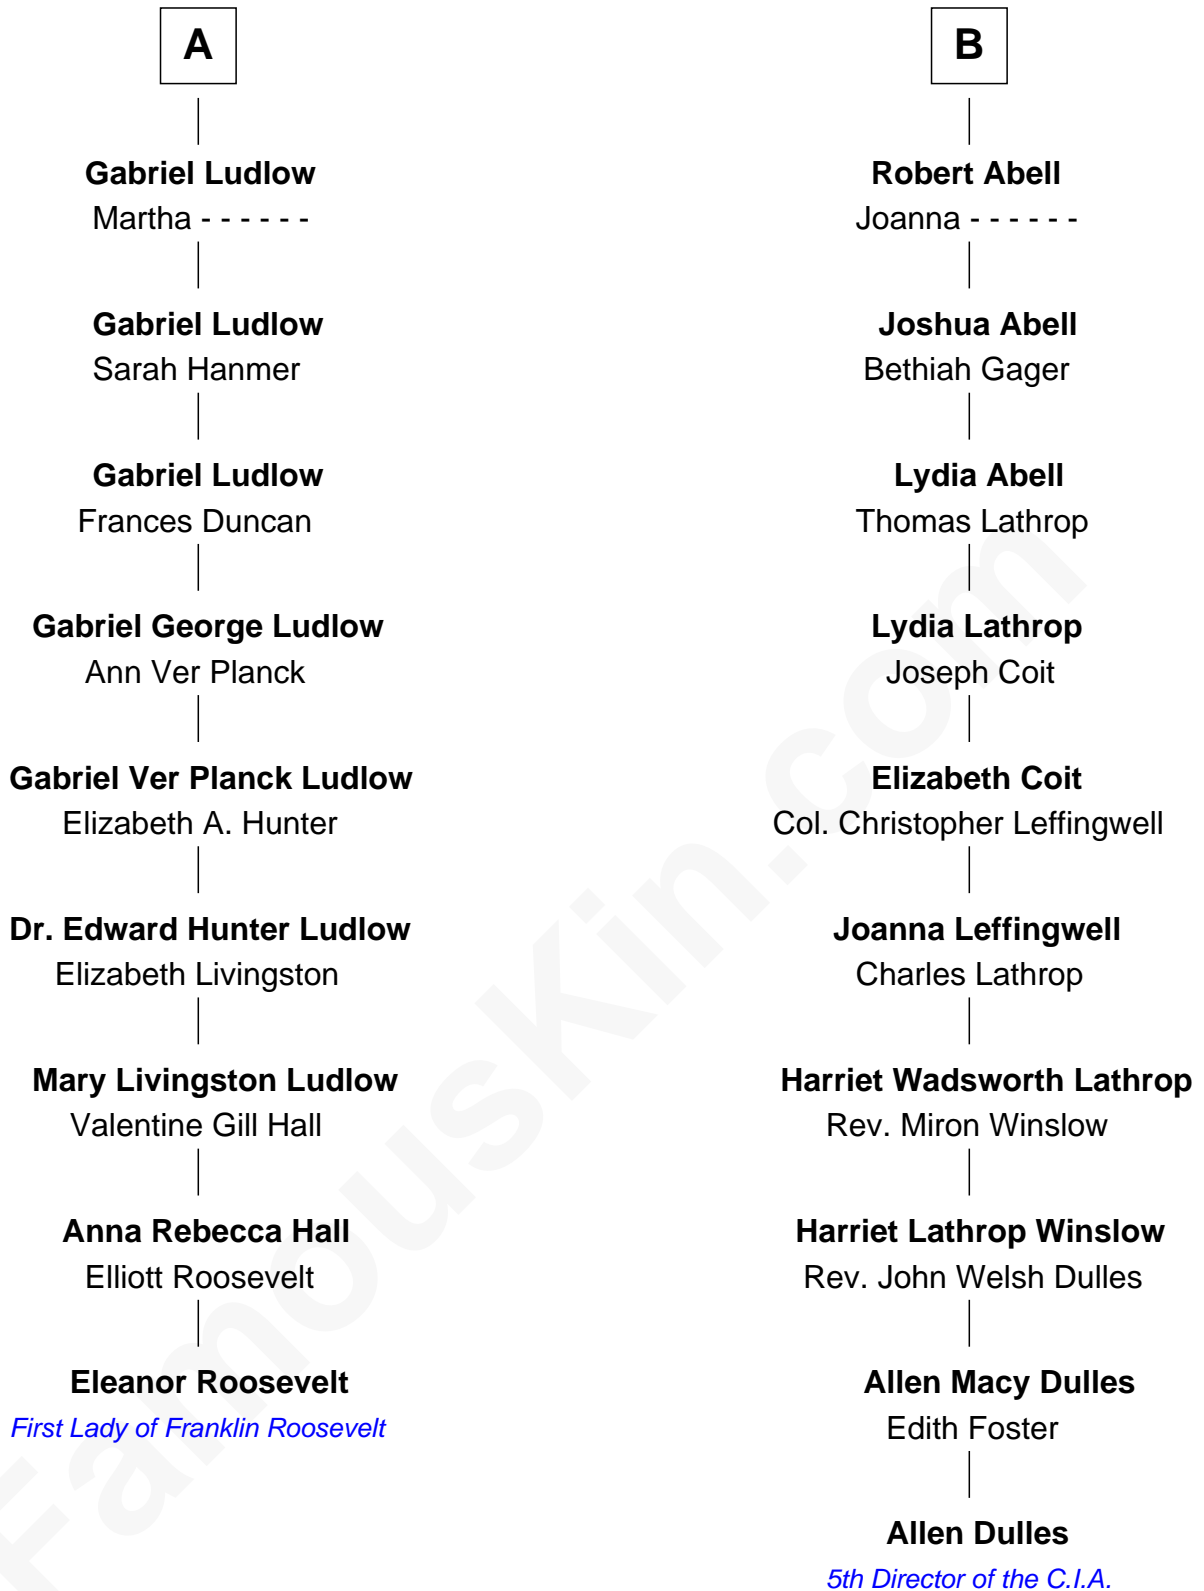 A
Gabriel Ludlow
Martha - - - - - -
Gabriel Ludlow
Sarah Hanmer
Gabriel Ludlow
Frances Duncan
Gabriel George Ludlow
Ann Ver Planck
Gabriel Ver Planck Ludlow
Elizabeth A. Hunter
Dr. Edward Hunter Ludlow
Elizabeth Livingston
Mary Livingston Ludlow
Valentine Gill Hall
Anna Rebecca Hall
Elliott Roosevelt
Eleanor Roosevelt
First Lady of Franklin Roosevelt
B
Robert Abell
Joanna - - - - - -
Joshua Abell
Bethiah Gager
Lydia Abell
Thomas Lathrop
Lydia Lathrop
Joseph Coit
Elizabeth Coit
Col. Christopher Leffingwell
Joanna Leffingwell
Charles Lathrop
Harriet Wadsworth Lathrop
Rev. Miron Winslow
Harriet Lathrop Winslow
Rev. John Welsh Dulles
Allen Macy Dulles
Edith Foster
Allen Dulles
5th Director of the C.I.A.
FamousKin.com